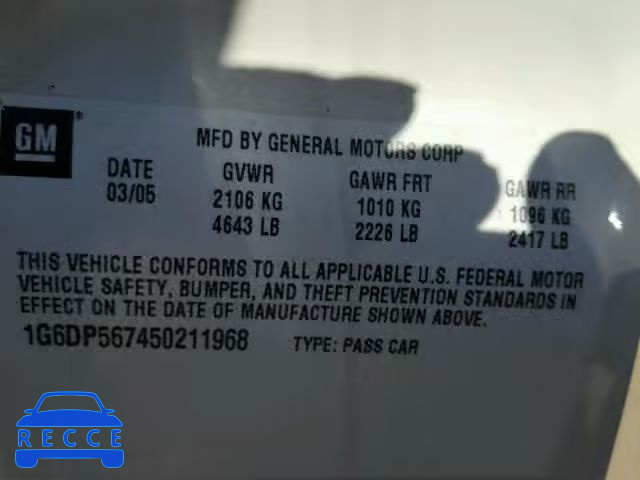 GM ®
MFD BY GENERAL MOTORS CORP
DATE GVWR GAWR FRT GAWR RR
03/05 2106 KG 1010 KG 1096 KG
4643 LB 2226 LB 2417 LB
THIS VEHICLE CONFORMS TO ALL APPLICABLE U.S. FEDERAL MOTOR
VEHICLE SAFETY, BUMPER, AND THEFT PREVENTION STANDARDS IN
EFFECT ON THE DATE OF MANUFACTURE SHOWN ABOVE.
1G6DP567450211968 TYPE: PASS CAR
RECCE